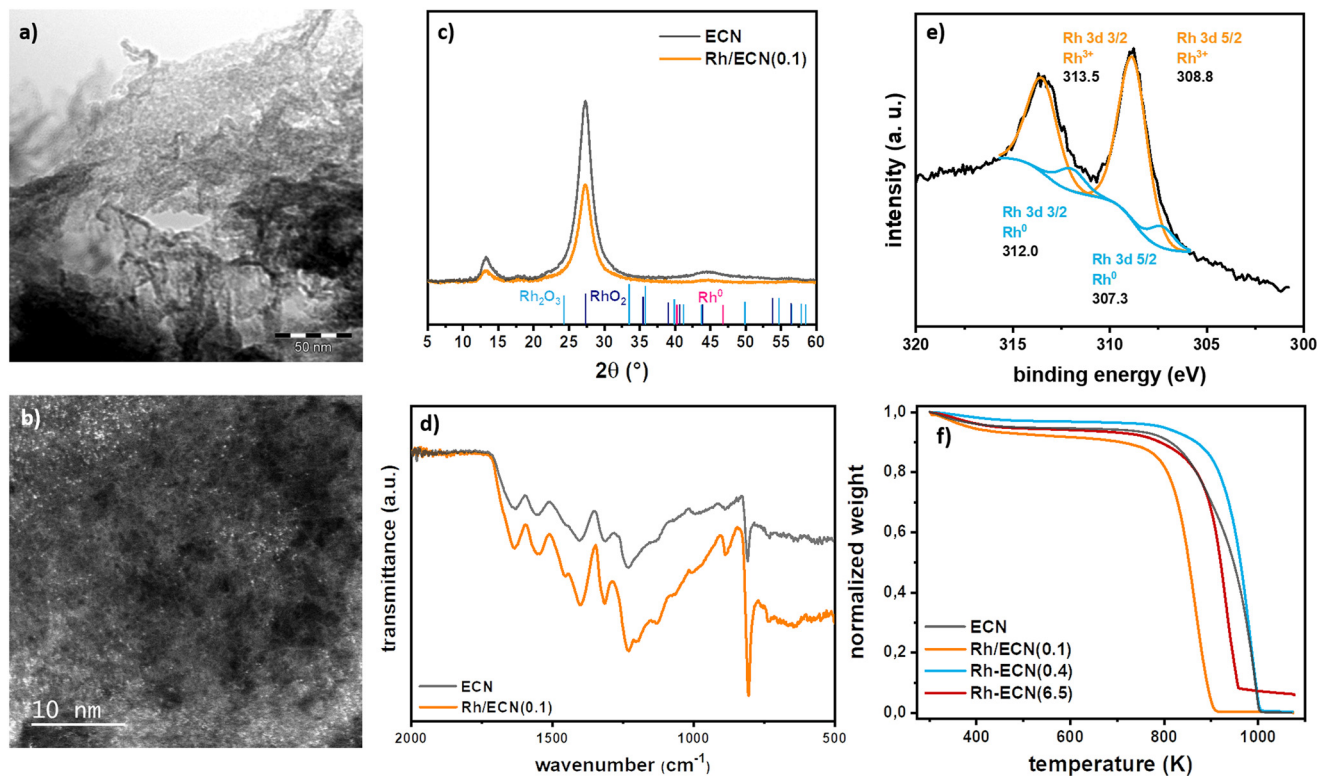 a)
50 nm
b)
10 nm
c)
ECN
Rh/ECN(0.1)
Rh₂O₃
RhO₂
Rh⁰
5 10 15 20 25 30 35 40 45 50 55 60
2θ (°)
d)
transmittance (a.u.)
ECN
Rh/ECN(0.1)
2000 1500 1000 500
wavenumber (cm⁻¹)
e)
intensity (a. u.)
Rh 3d 3/2
Rh³⁺
313.5
Rh 3d 5/2
Rh³⁺
308.8
Rh 3d 3/2
Rh⁰
312.0
Rh 3d 5/2
Rh⁰
307.3
320 315 310 305 300
binding energy (eV)
f)
normalized weight
1,0
0,8
0,6
0,4
0,2
0,0
ECN
Rh/ECN(0.1)
Rh-ECN(0.4)
Rh-ECN(6.5)
400 600 800 1000
temperature (K)